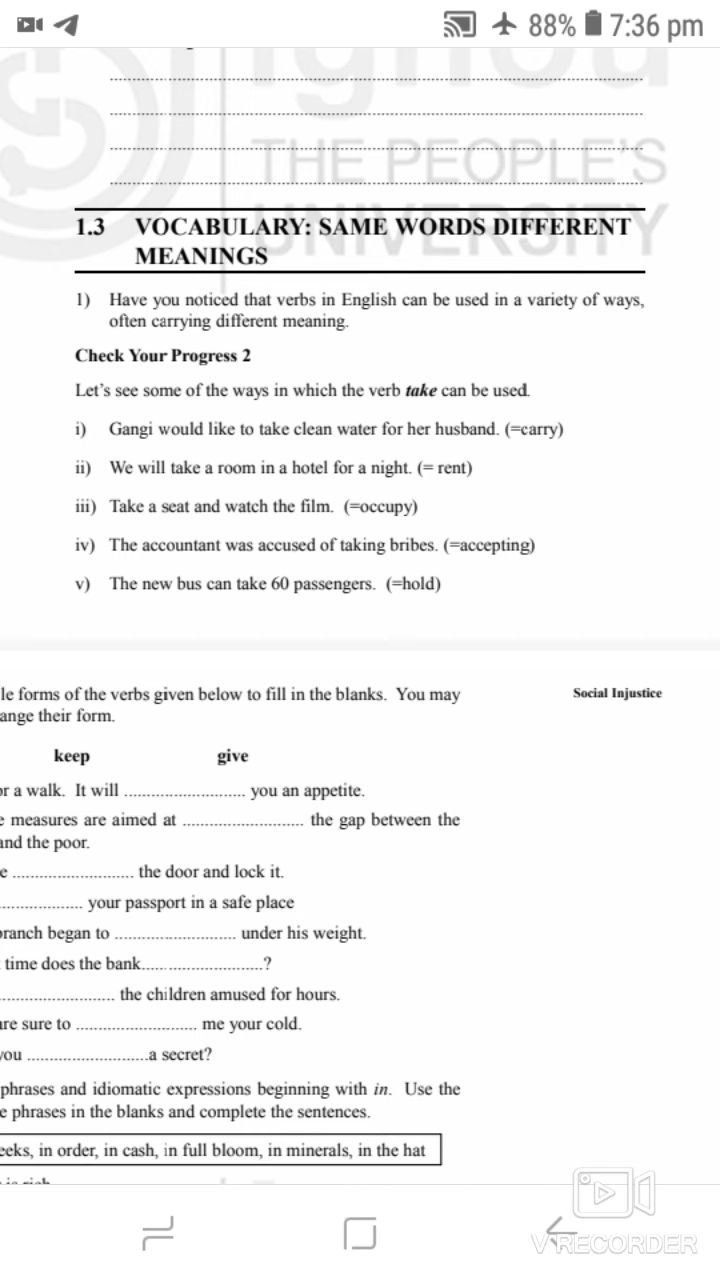 88% 7:36 pm
THE PEOPLE'S
UNIVERSITY
1.3 VOCABULARY: SAME WORDS DIFFERENT
MEANINGS
1) Have you noticed that verbs in English can be used in a variety of ways,
often carrying different meaning.
Check Your Progress 2
Let's see some of the ways in which the verb take can be used.
i) Gangi would like to take clean water for her husband. (=carry)
ii) We will take a room in a hotel for a night. (= rent)
iii) Take a seat and watch the film. (=occupy)
iv) The accountant was accused of taking bribes. (=accepting)
v) The new bus can take 60 passengers. (=hold)
le forms of the verbs given below to fill in the blanks. You may
Social Injustice
ange their form.
keep give
or a walk. It will ........................... you an appetite.
e measures are aimed at ........................... the gap between the
and the poor.
e ........................... the door and lock it.
.................. your passport in a safe place
branch began to ........................... under his weight.
time does the bank...........................?
......................... the children amused for hours.
are sure to ........................... me your cold.
you ...........................a secret?
phrases and idiomatic expressions beginning with in. Use the
e phrases in the blanks and complete the sentences.
eeks, in order, in cash, in full bloom, in minerals, in the hat
V RECORDER